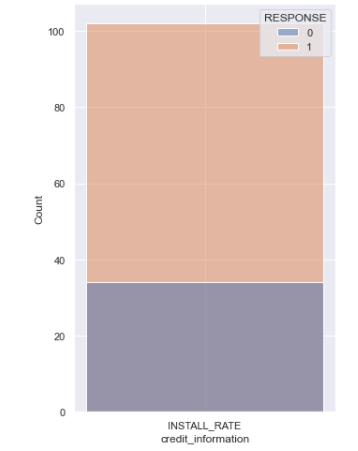 RESPONSE
0
1
100
80
60
40
20
0
Count
INSTALL_RATE
credit_information